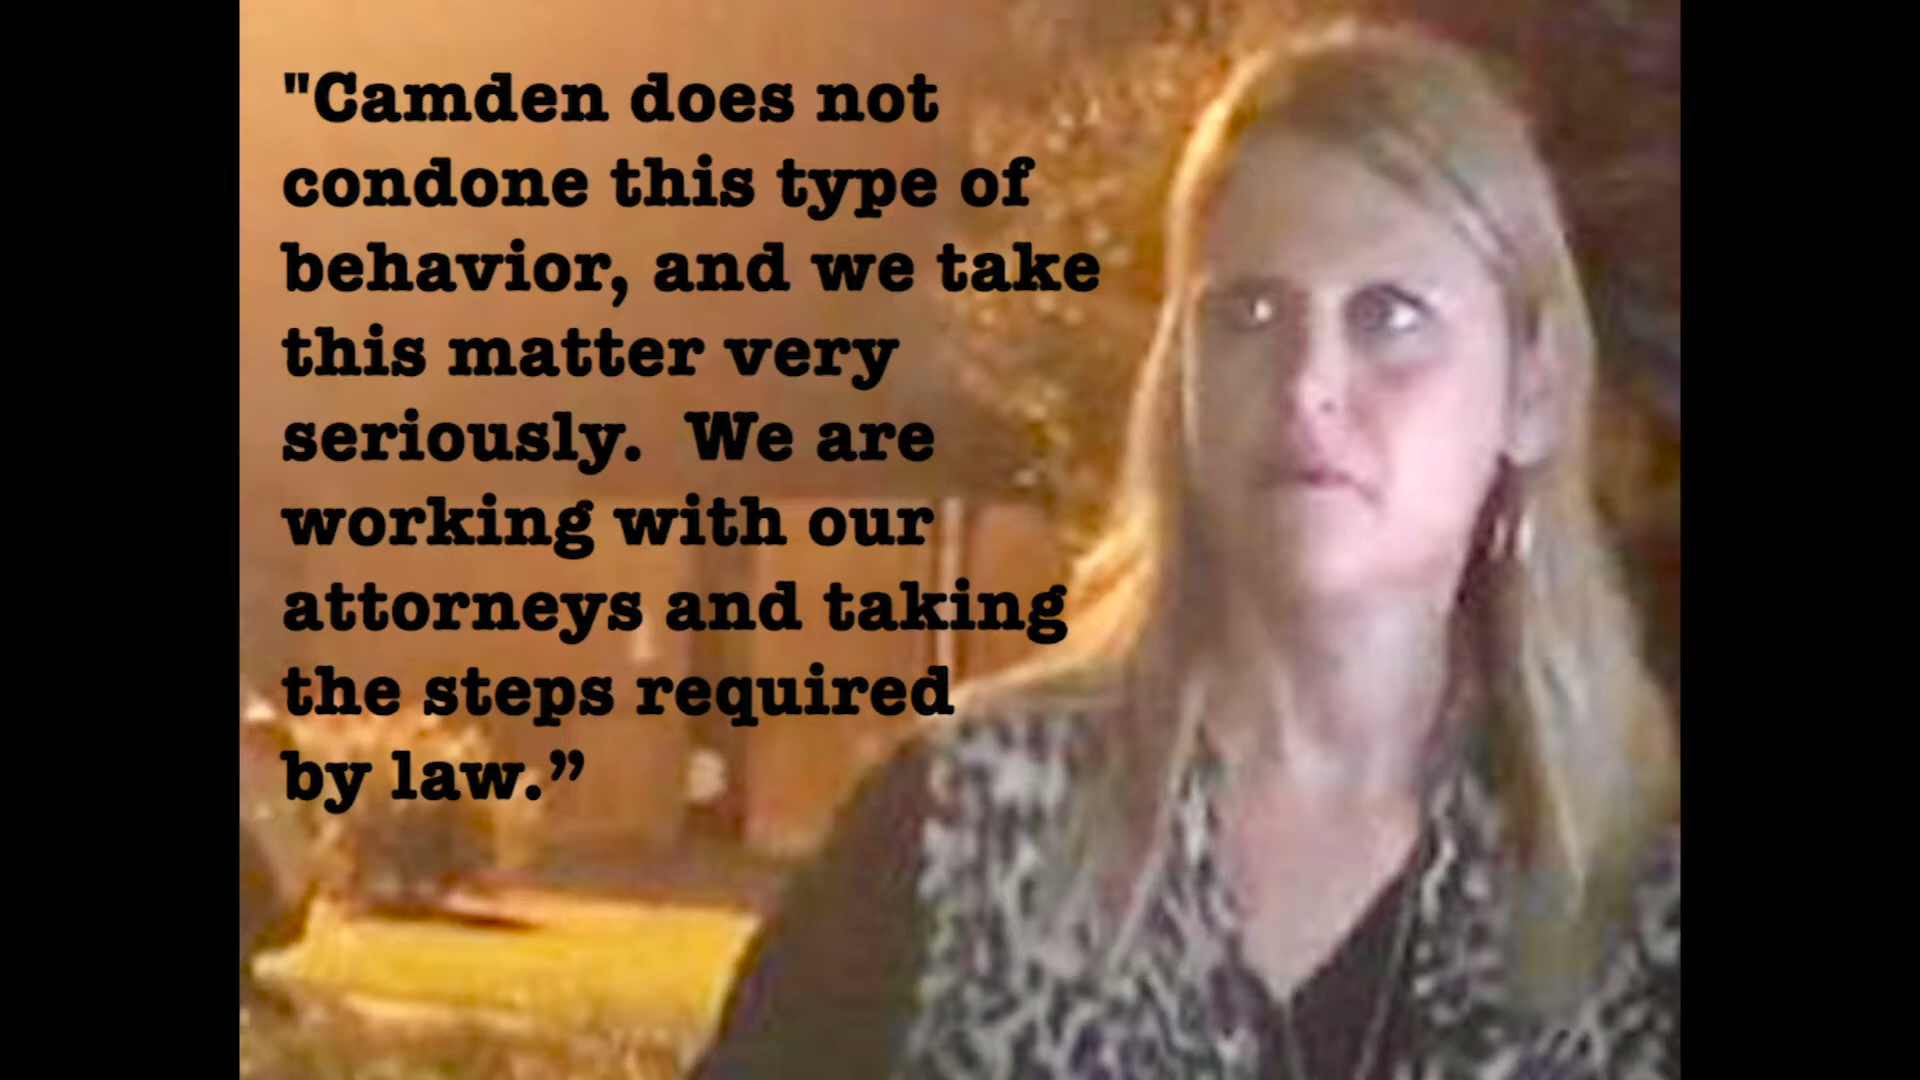 "Camden does not
condone this type of
behavior, and we take
this matter very
seriously.  We are
working with our
attorneys and taking
the steps required
by law.”